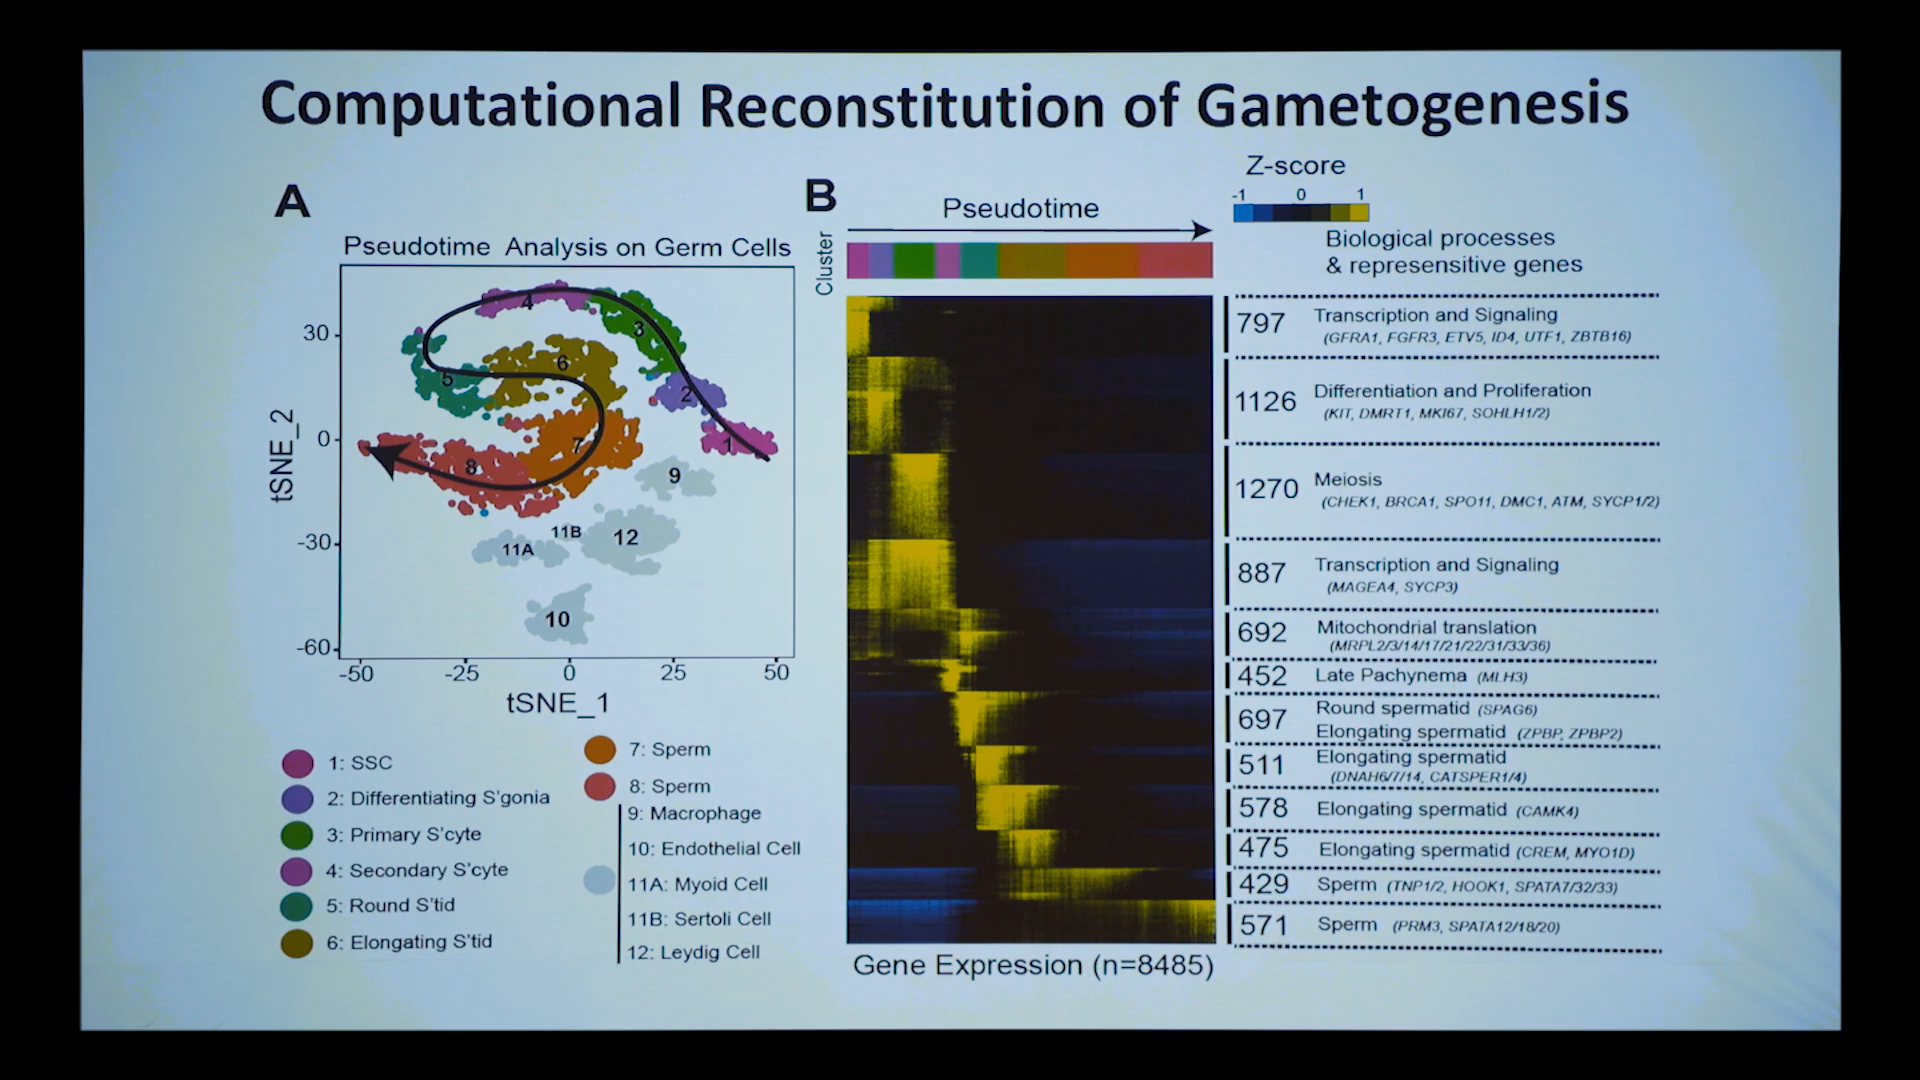 Computational Reconstitution of Gametogenesis
A
Pseudotime Analysis on Germ Cells
tSNE_2
30
0
-30
-60
4
3
6
5
2
7
1
8
9
11B
12
11A
10
-50
-25
0
25
50
tSNE_1
1: SSC
2: Differentiating S'gonia
3: Primary S'cyte
4: Secondary S'cyte
5: Round S'tid
6: Elongating S'tid
7: Sperm
8: Sperm
9: Macrophage
10: Endothelial Cell
11A: Myoid Cell
11B: Sertoli Cell
12: Leydig Cell
B
Pseudotime
Cluster
Z-score
-1 0 1
Biological processes
& represensitive genes
797 Transcription and Signaling
(GFRA1, FGFR3, ETV5, ID4, UTF1, ZBTB16)
1126 Differentiation and Proliferation
(KIT, DMRT1, MKI67, SOHLH1/2)
1270 Meiosis
(CHEK1, BRCA1, SPO11, DMC1, ATM, SYCP1/2)
887 Transcription and Signaling
(MAGEA4, SYCP3)
692 Mitochondrial translation
(MRPL2/3/14/17/21/22/31/33/36)
452 Late Pachynema (MLH3)
697 Round spermatid (SPAG6)
Elongating spermatid (ZPBP, ZPBP2)
511 Elongating spermatid
(DNAH6/7/14, CATSPER1/4)
578 Elongating spermatid (CAMK4)
475 Elongating spermatid (CREM, MYO1D)
429 Sperm (TNP1/2, HOOK1, SPATA7/32/33)
571 Sperm (PRM3, SPATA12/18/20)
Gene Expression (n=8485)